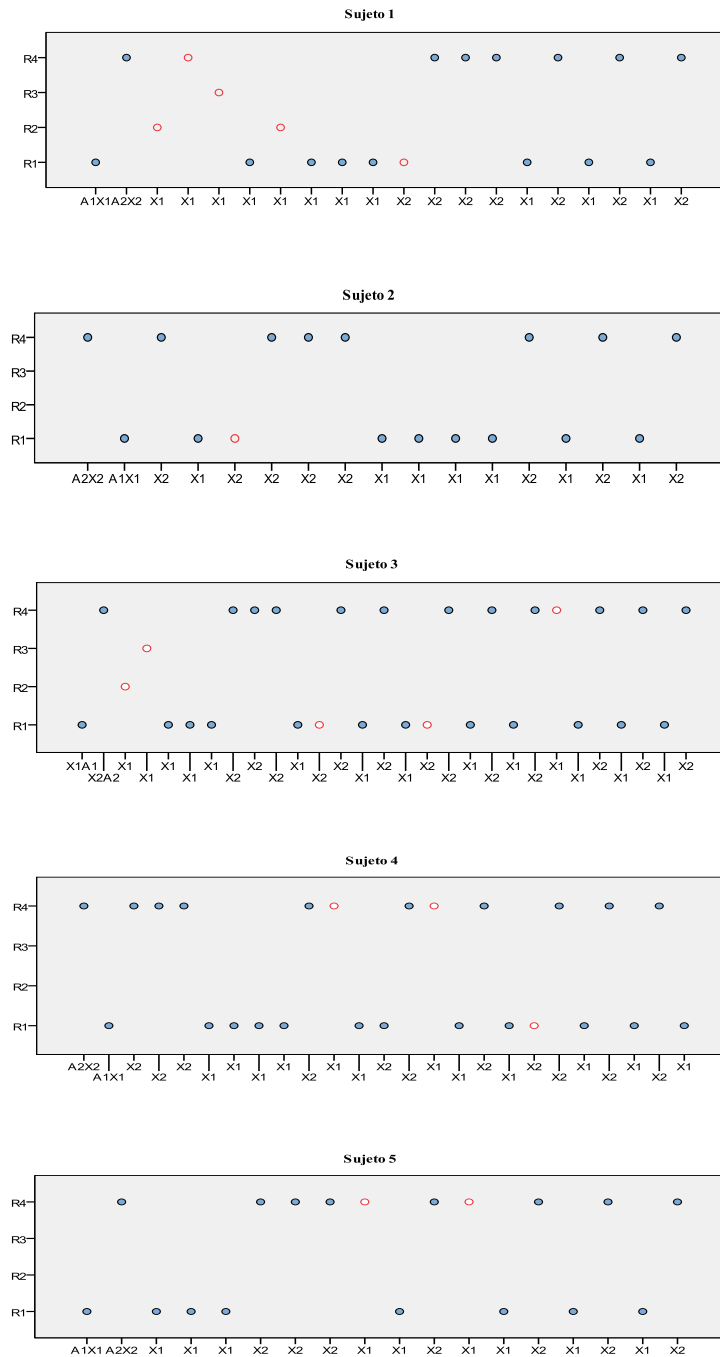 Sujeto 1
R4
R3
R2
R1
A1X1 A2X2 X1 X1 X1 X1 X1 X1 X1 X1 X2 X2 X2 X2 X1 X2 X1 X2 X1 X2
Sujeto 2
R4
R3
R2
R1
A2X2 A1X1 X2 X1 X2 X2 X2 X2 X1 X1 X1 X1 X2 X1 X2 X1 X2
Sujeto 3
R4
R3
R2
R1
X1A1 X1 X1 X1 X2 X1 X2 X2 X2 X1 X1 X1 X2 X2 X2
X2A2 X1 X1 X2 X2 X2 X1 X1 X2 X2 X2 X1 X1 X1
Sujeto 4
R4
R3
R2
R1
A2X2 X2 X2 X1 X1 X1 X2 X1 X2 X2 X1 X1 X1
A1X1 X2 X1 X1 X2 X1 X2 X1 X1 X2 X2 X2
Sujeto 5
R4
R3
R2
R1
A1X1 A2X2 X1 X1 X1 X2 X2 X2 X1 X1 X2 X1 X1 X2 X1 X2 X1 X2